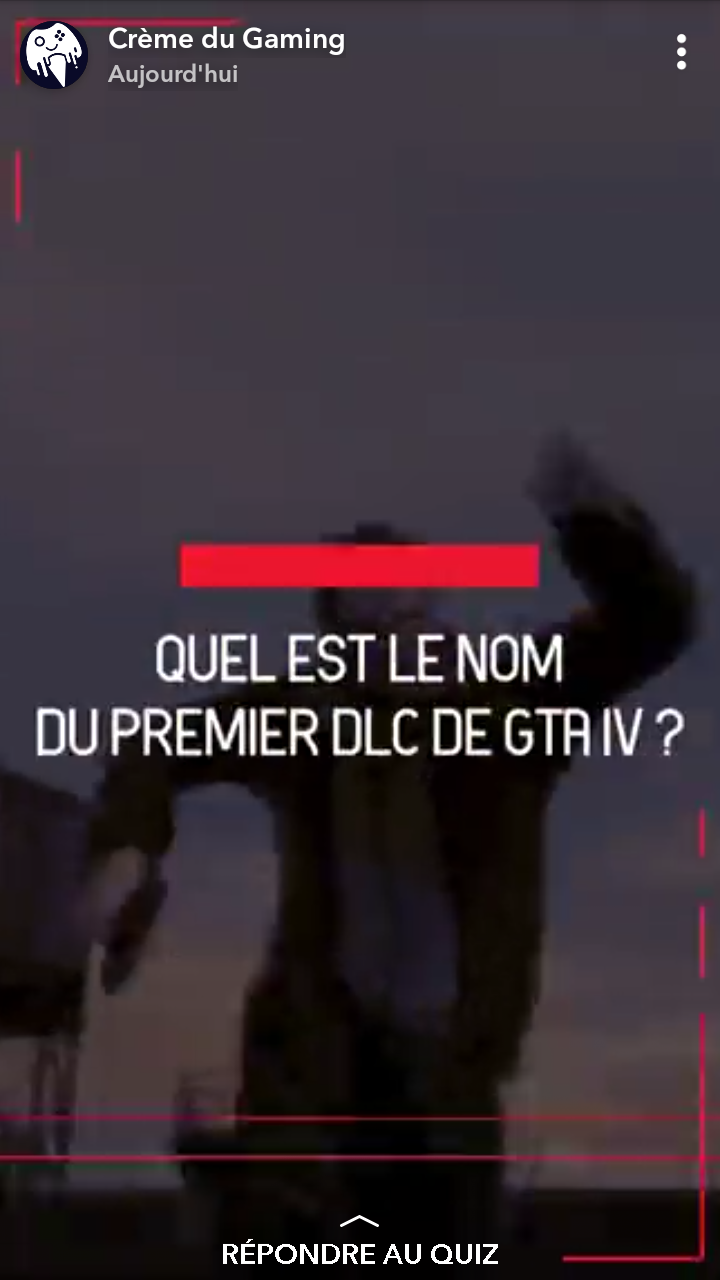 Crème du Gaming
Aujourd'hui
QUEL EST LE NOM
DU PREMIER DLC DE GTA IV ?
RÉPONDRE AU QUIZ